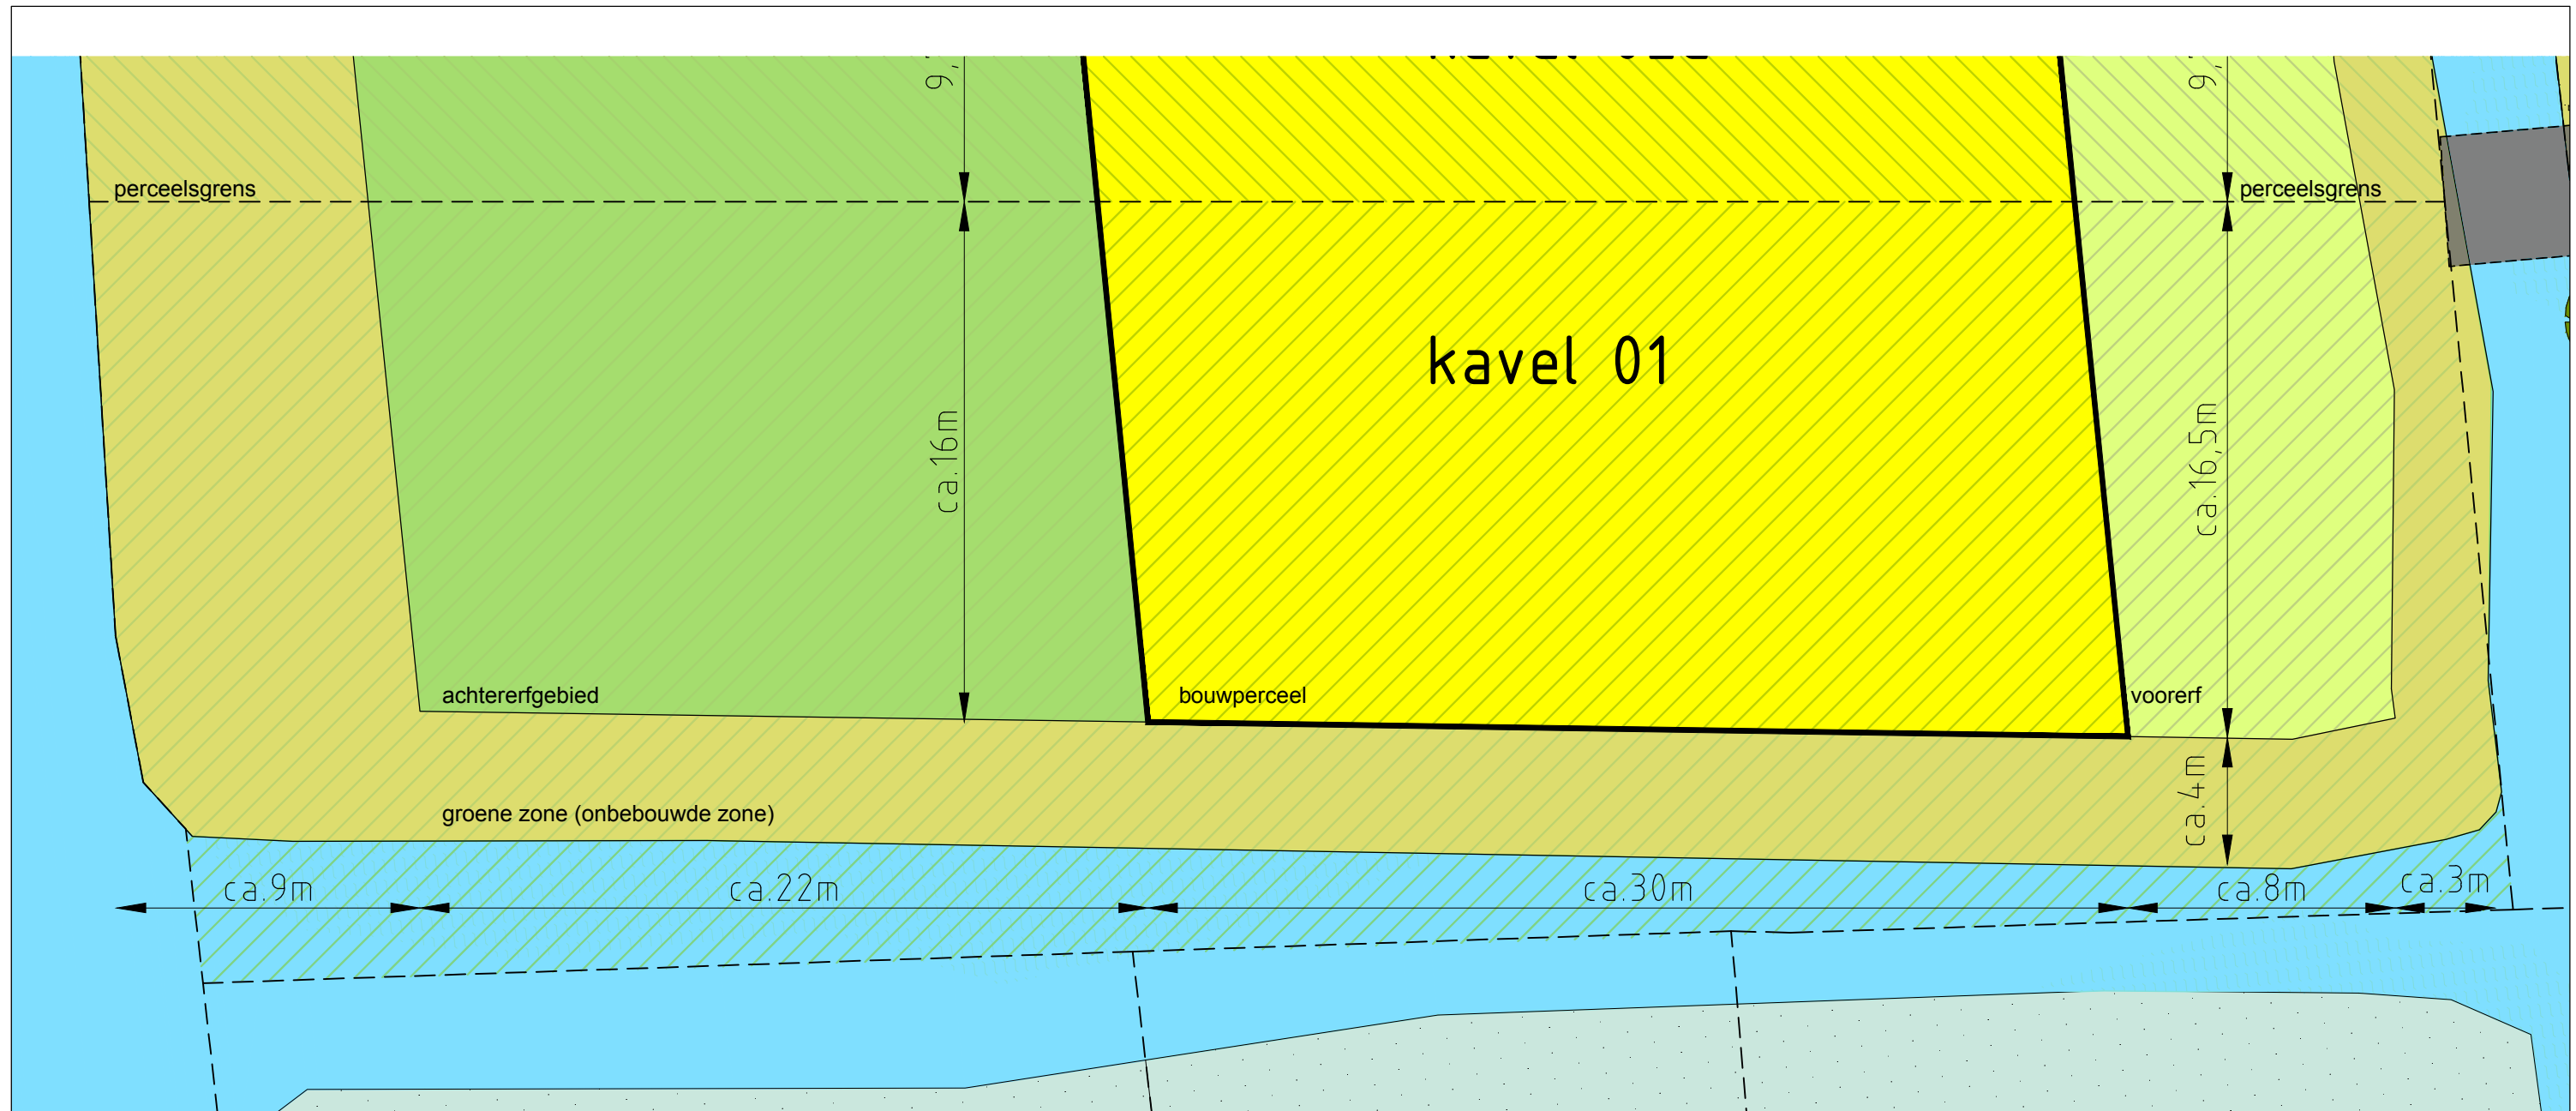 perceelsgrens
perceelsgrens
kavel 01
ca.16m
ca.16,5m
achtererfgebied
bouwperceel
voorerf
groene zone (onbebouwde zone)
ca.4m
ca.9m
ca.22m
ca.30m
ca.8m
ca.3m